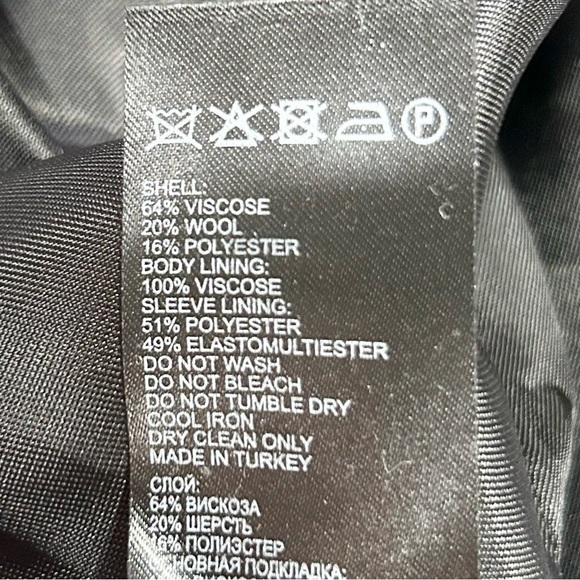 P
SHELL:
64% VISCOSE
20% WOOL
16% POLYESTER
BODY LINING:
100% VISCOSE
SLEEVE LINING:
51% POLYESTER
49% ELASTOMULTIESTER
DO NOT WASH
DO NOT BLEACH
DO NOT TUMBLE DRY
COOL IRON
DRY CLEAN ONLY
MADE IN TURKEY
СЛОЙ:
64% ВИСКОЗА
20% ШЕРСТЬ
16% ПОЛИЭСТЕР
ПОДКЛАДКА: